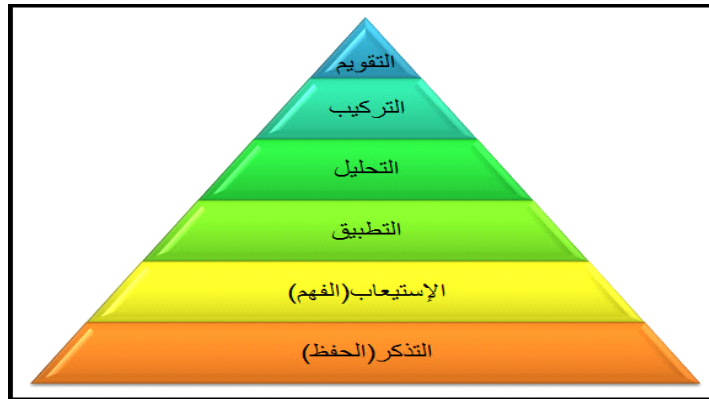 التقويم
التركيب
التحليل
التطبيق
الإستيعاب(الفهم)
التذكر(الحفظ)